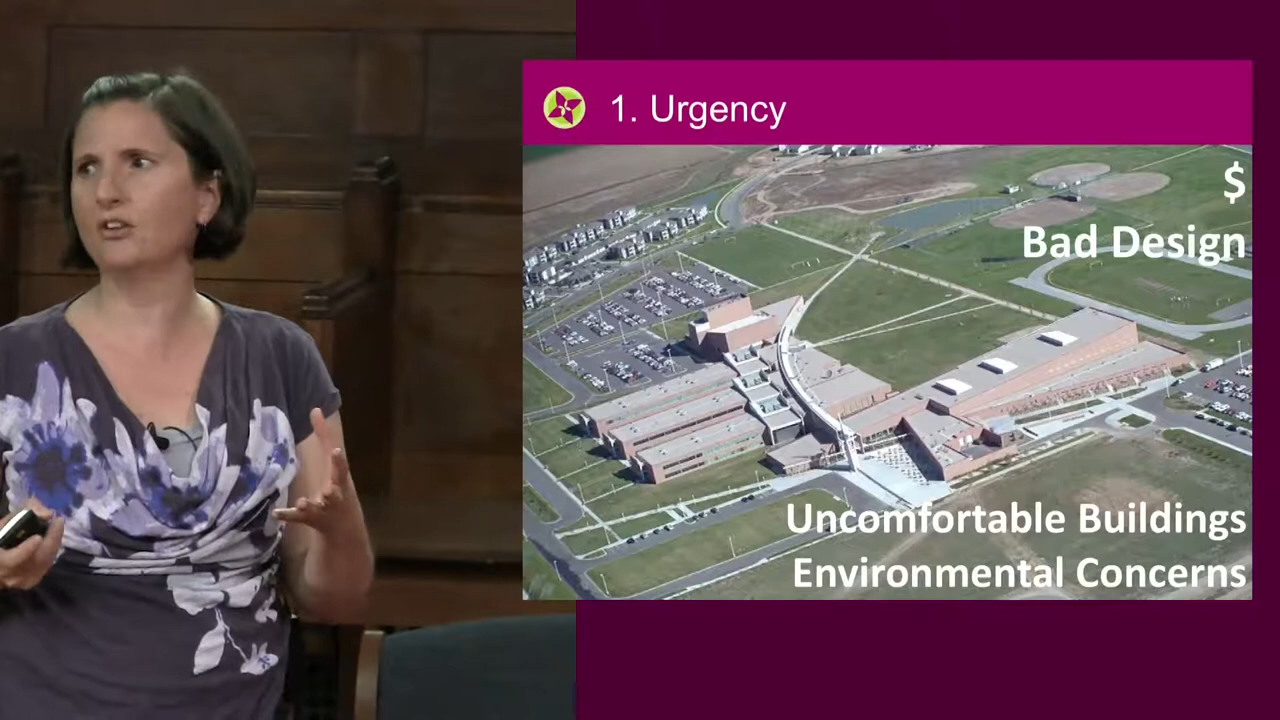 1. Urgency
$
Bad Design
Uncomfortable Buildings
Environmental Concerns